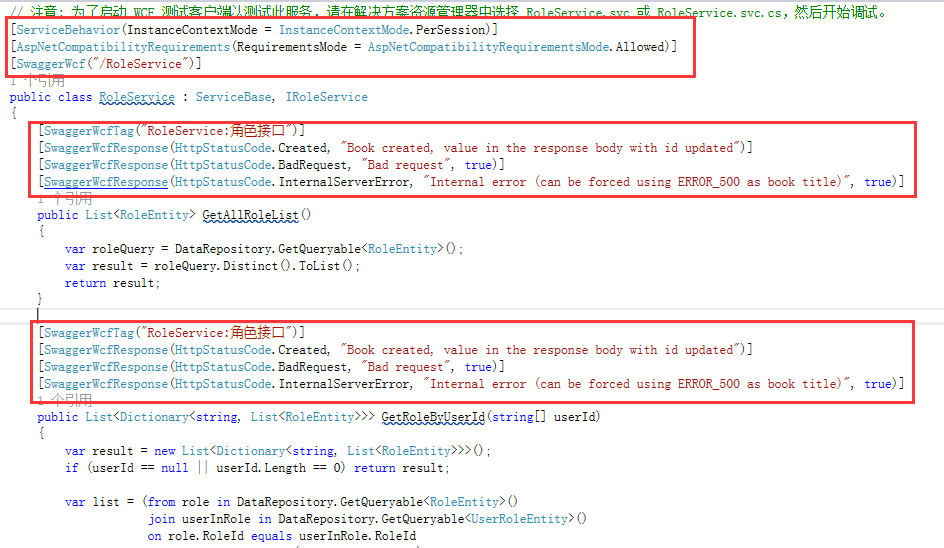 // 注意: 为了启动 WCF 测试客户端以测试此服务，请在解决方案资源管理器中选择 RoleService.svc 或 RoleService.svc.cs，然后开始调试。
[ServiceBehavior(InstanceContextMode = InstanceContextMode.PerSession)]
[AspNetCompatibilityRequirements(RequirementsMode = AspNetCompatibilityRequirementsMode.Allowed)]
[SwaggerWcf("/RoleService")]
1 个引用
public class RoleService : ServiceBase, IRoleService
{
[SwaggerWcfTag("RoleService:角色接口")]
[SwaggerWcfResponse(HttpStatusCode.Created, "Book created, value in the response body with id updated")]
[SwaggerWcfResponse(HttpStatusCode.BadRequest, "Bad request", true)]
[SwaggerWcfResponse(HttpStatusCode.InternalServerError, "Internal error (can be forced using ERROR_500 as book title)", true)]
1 个引用
public List<RoleEntity> GetAllRoleList()
{
var roleQuery = DataRepository.GetQueryable<RoleEntity>();
var result = roleQuery.Distinct().ToList();
return result;
}
[SwaggerWcfTag("RoleService:角色接口")]
[SwaggerWcfResponse(HttpStatusCode.Created, "Book created, value in the response body with id updated")]
[SwaggerWcfResponse(HttpStatusCode.BadRequest, "Bad request", true)]
[SwaggerWcfResponse(HttpStatusCode.InternalServerError, "Internal error (can be forced using ERROR_500 as book title)", true)]
1 个引用
public List<Dictionary<string, List<RoleEntity>>> GetRoleByUserId(string[] userId)
{
var result = new List<Dictionary<string, List<RoleEntity>>>();
if (userId == null || userId.Length == 0) return result;
var list = (from role in DataRepository.GetQueryable<RoleEntity>()
join userInRole in DataRepository.GetQueryable<UserRoleEntity>()
on role.RoleId equals userInRole.RoleId